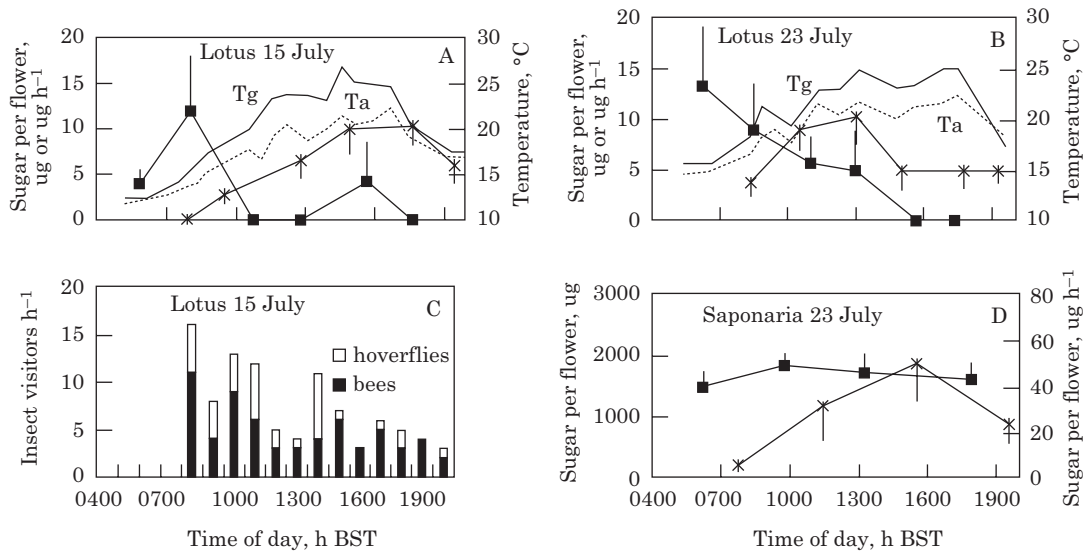 20
15
10
5
0
Sugar per flower,
ug or ug h⁻¹
Lotus 15 July
A
Tg
Ta
30
25
20
15
10
Temperature, °C
20
15
10
5
0
Sugar per flower,
ug or ug h⁻¹
Lotus 23 July
B
Tg
Ta
30
25
20
15
10
Temperature, °C
20
15
10
5
0
Insect visitors h⁻¹
Lotus 15 July
C
hoverflies
bees
0400 0700 1000 1300 1600 1900
Time of day, h BST
3000
2000
1000
0
Sugar per flower, ug
Saponaria 23 July
D
80
60
40
20
0
Sugar per flower, ug h⁻¹
0400 0700 1000 1300 1600 1900
Time of day, h BST